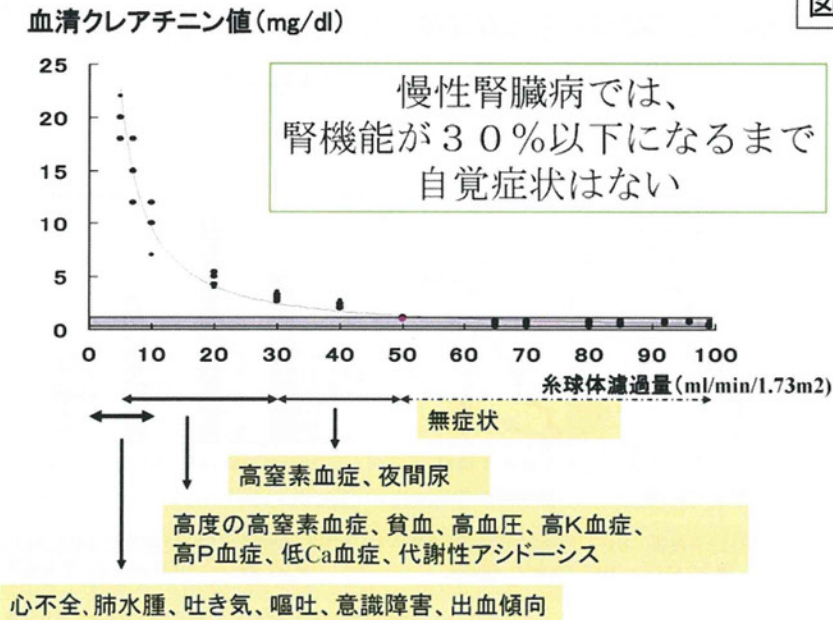 血清クレアチニン値(mg/dl)
図
25
20
15
10
5
0
慢性腎臓病では、
腎機能が30%以下になるまで
自覚症状はない
0 10 20 30 40 50 60 70 80 90 100
糸球体濾過量(ml/min/1.73m2)
無症状
高窒素血症、夜間尿
高度の高窒素血症、貧血、高血圧、高K血症、
高P血症、低Ca血症、代謝性アシドーシス
心不全、肺水腫、吐き気、嘔吐、意識障害、出血傾向